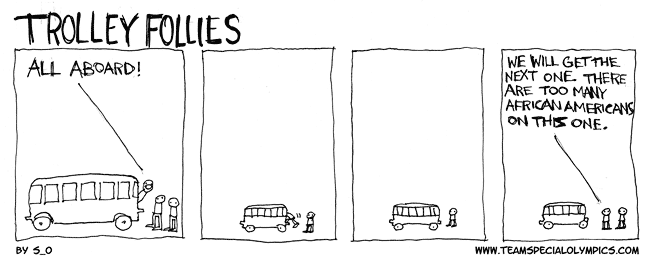 TROLLEY FOLLIES
ALL ABOARD!
WE WILL GET THE
NEXT ONE. THERE
ARE TOO MANY
AFRICAN AMERICANS
ON THIS ONE.
BY S_O
WWW.TEAMSPECIALOLYMPICS.COM